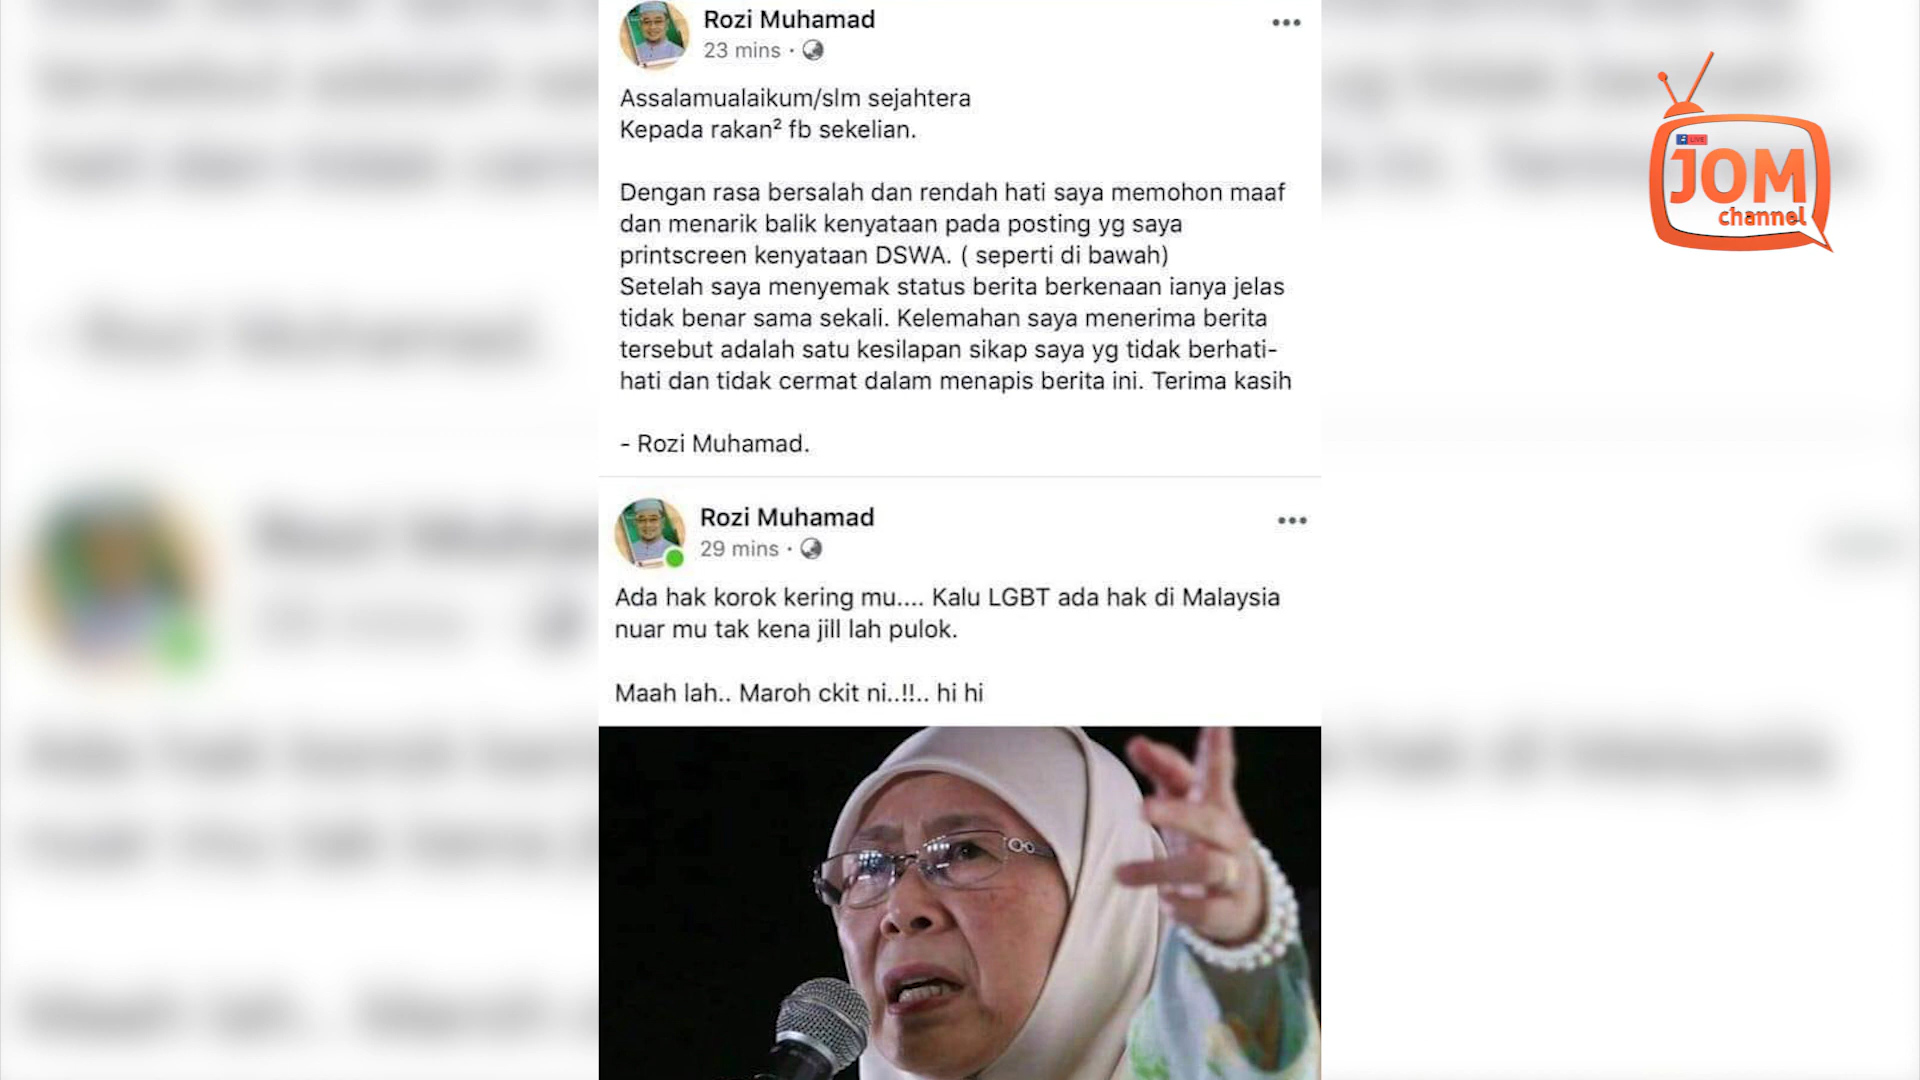 Rozi Muhamad
23 mins ·
Assalamualaikum/slm sejahtera
Kepada rakan² fb sekelian.
Dengan rasa bersalah dan rendah hati saya memohon maaf
dan menarik balik kenyataan pada posting yg saya
printscreen kenyataan DSWA. ( seperti di bawah)
Setelah saya menyemak status berita berkenaan ianya jelas
tidak benar sama sekali. Kelemahan saya menerima berita
tersebut adalah satu kesilapan sikap saya yg tidak berhati-
hati dan tidak cermat dalam menapis berita ini. Terima kasih
- Rozi Muhamad.
Rozi Muhamad
29 mins ·
Ada hak korok kering mu.... Kalu LGBT ada hak di Malaysia
nuar mu tak kena jill lah pulok.
Maah lah.. Maroh ckit ni..!!.. hi hi
LIVE
JOM
channel